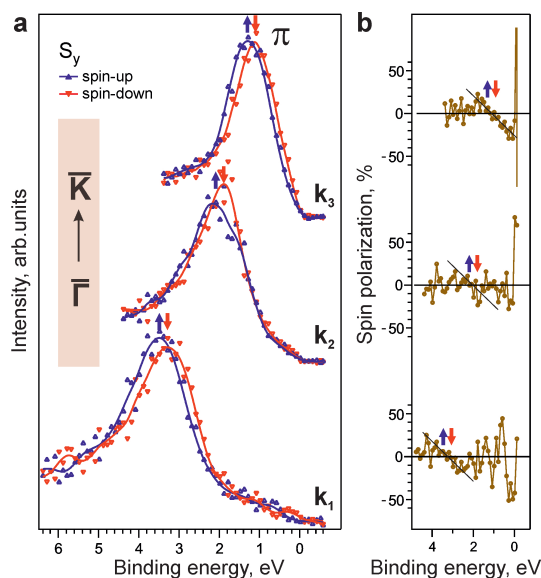 a
b
S_y
π
spin-up
spin-down
K̅
Γ̅
k₃
k₂
k₁
Intensity, arb.units
6 5 4 3 2 1 0
Binding energy, eV
Spin polarization, %
50
0
-50
50
0
-50
50
0
-50
4 2 0
Binding energy, eV